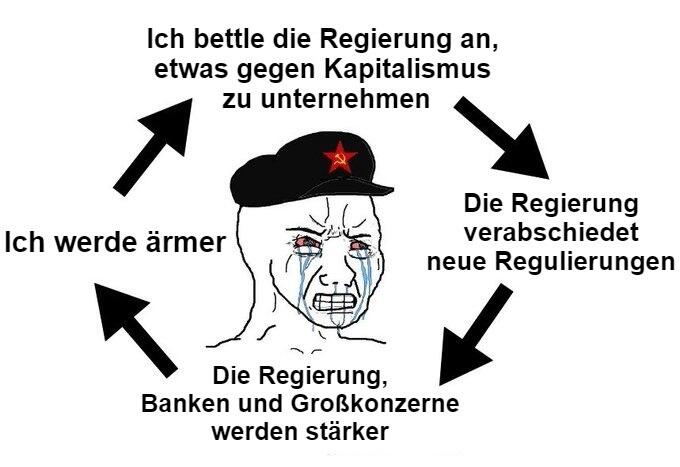 Ich bettle die Regierung an,
etwas gegen Kapitalismus
zu unternehmen
Die Regierung
verabschiedet
neue Regulierungen
Die Regierung,
Banken und Großkonzerne
werden stärker
Ich werde ärmer